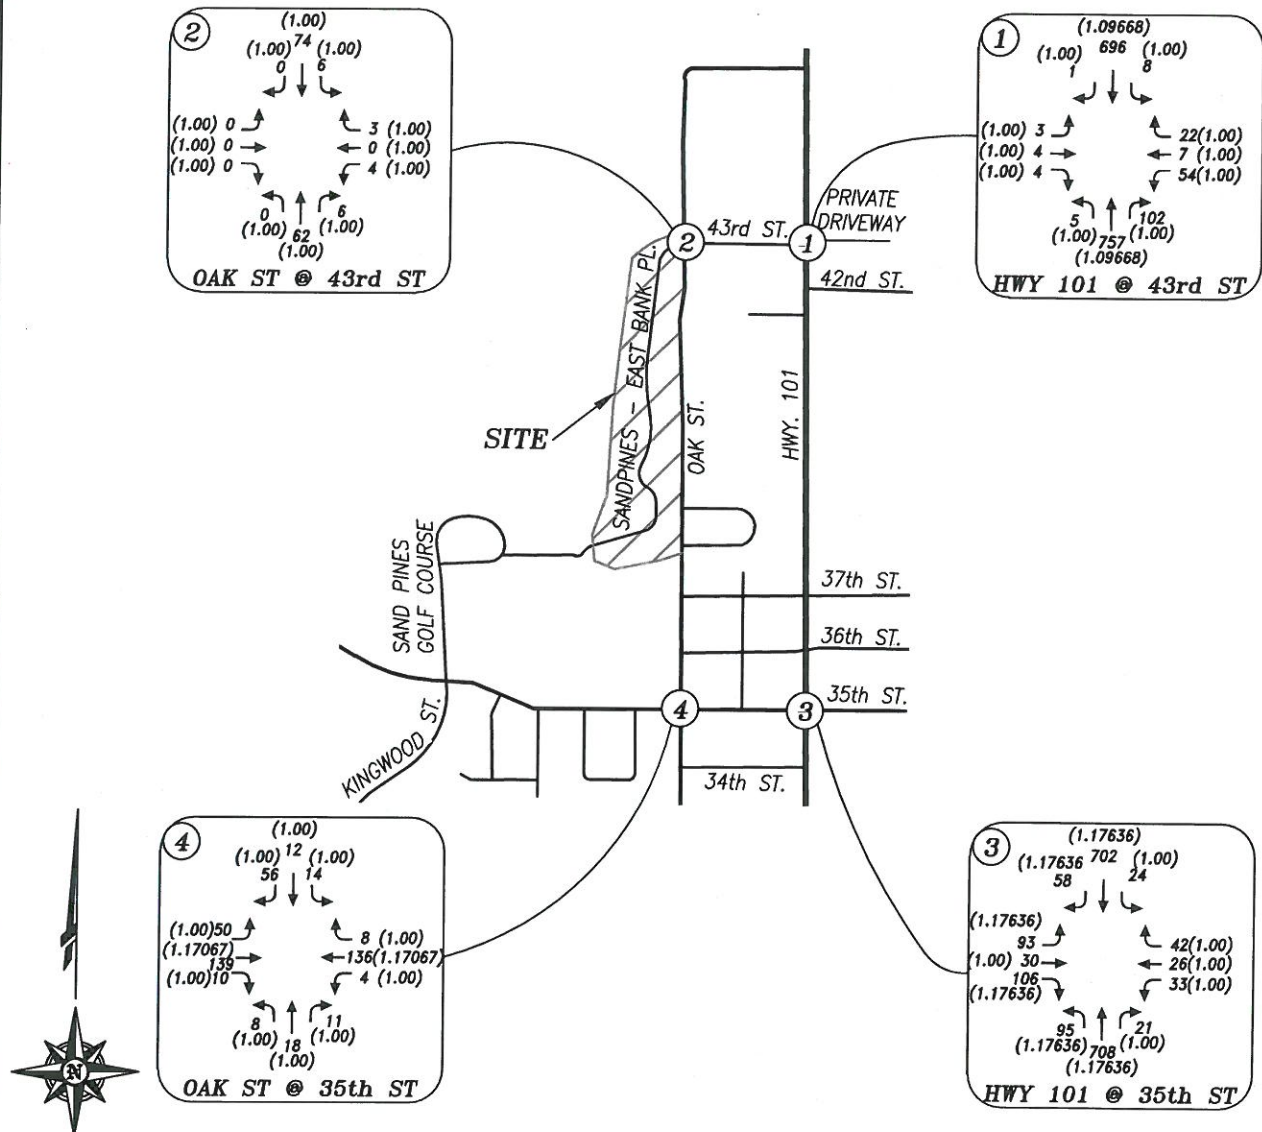 2
(1.00)
(1.00) 74 (1.00)
0 6
(1.00) 0
(1.00) 0
(1.00) 0
3 (1.00)
0 (1.00)
4 (1.00)
0 6
(1.00) 62 (1.00)
(1.00)
OAK ST @ 43rd ST
1
(1.09668)
(1.00) 696 (1.00)
1 8
(1.00) 3
(1.00) 4
(1.00) 4
22(1.00)
7 (1.00)
54(1.00)
5 102
(1.00) 757 (1.00)
(1.09668)
HWY 101 @ 43rd ST
PRIVATE
DRIVEWAY
43rd ST.
2
1
42nd ST.
SANDPINES - EAST BANK PL.
SITE
OAK ST.
HWY. 101
SAND PINES
GOLF COURSE
37th ST.
36th ST.
35th ST.
4
3
KINGWOOD ST.
34th ST.
4
(1.00)
(1.00) 12 (1.00)
56 14
(1.00)50
(1.17067)
139
(1.00)10
8 (1.00)
136(1.17067)
4 (1.00)
8 11
(1.00) 18 (1.00)
(1.00)
OAK ST @ 35th ST
3
(1.17636)
(1.17636 702 (1.00)
58 24
(1.17636)
93
(1.00) 30
106
(1.17636)
42(1.00)
26(1.00)
33(1.00)
95 21
(1.17636) 708 (1.00)
(1.17636)
HWY 101 @ 35th ST
N